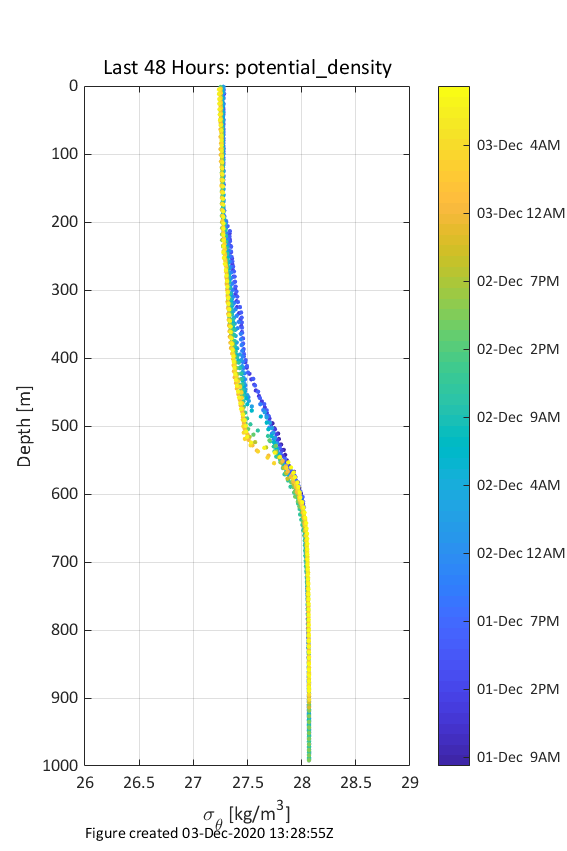 Last 48 Hours: potential_density
0
100
200
300
400
500
600
700
800
900
1000
Depth [m]
26
26.5
27
27.5
28
28.5
29
σθ [kg/m³]
Figure created 03-Dec-2020 13:28:55Z
03-Dec 4AM
03-Dec 12AM
02-Dec 7PM
02-Dec 2PM
02-Dec 9AM
02-Dec 4AM
02-Dec 12AM
01-Dec 7PM
01-Dec 2PM
01-Dec 9AM